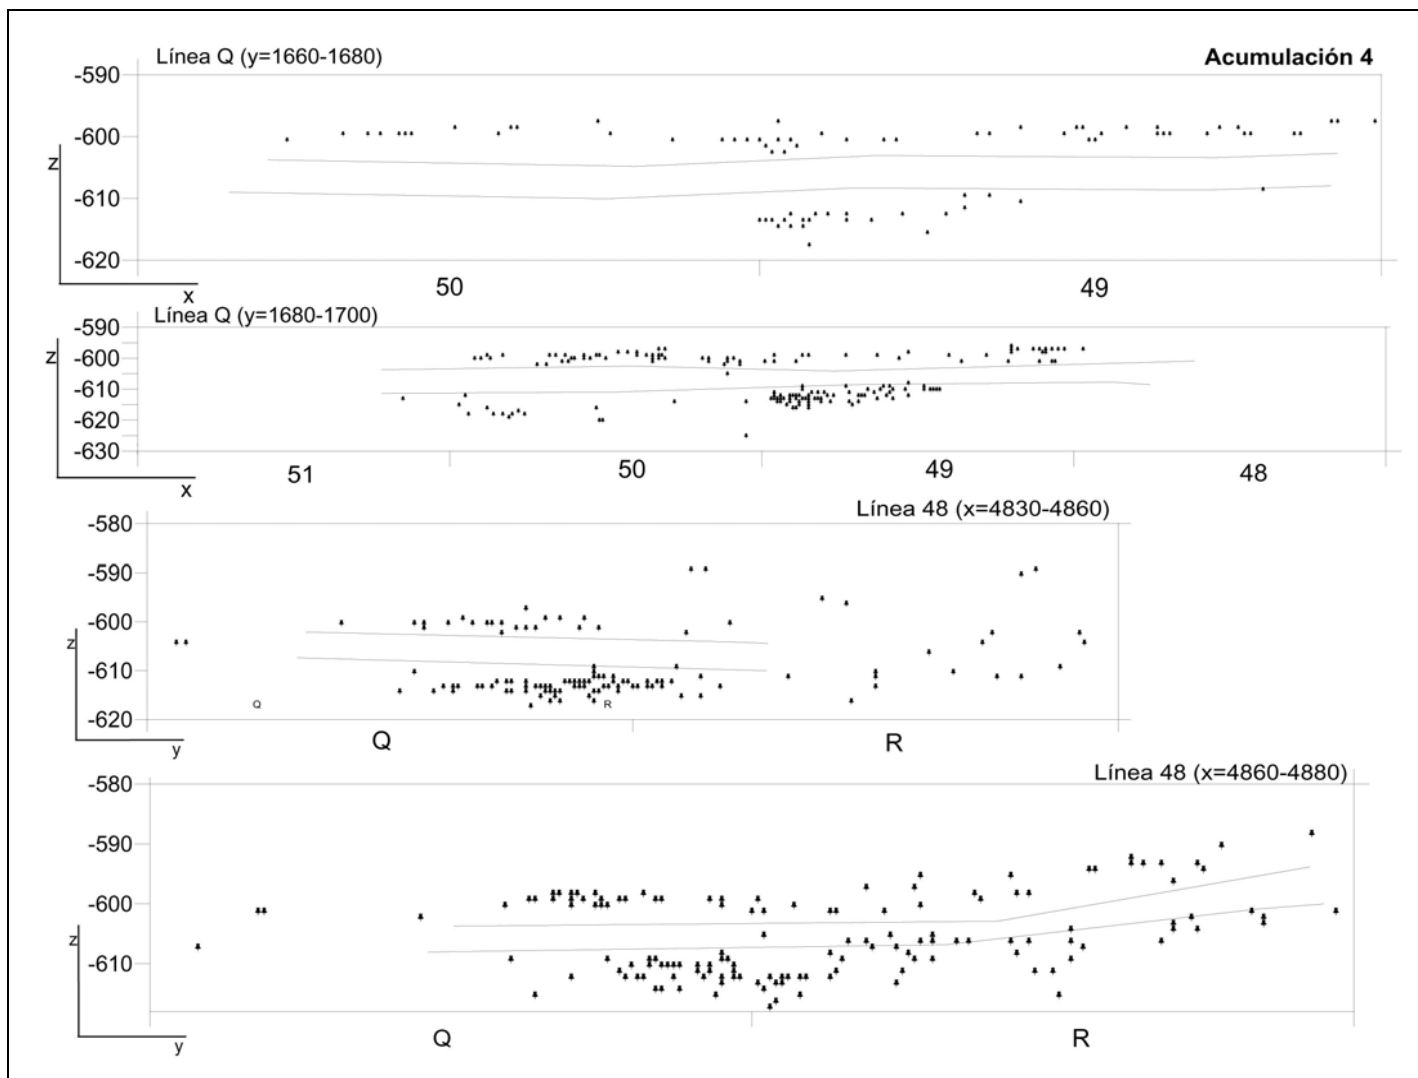 Línea Q (y=1660-1680)
Acumulación 4
-590
-600
-610
-620
z
x
50
49
Línea Q (y=1680-1700)
-590
-600
-610
-620
-630
z
x
51
50
49
48
Línea 48 (x=4830-4860)
-580
-590
-600
-610
-620
z
y
Q
R
Q
R
Línea 48 (x=4860-4880)
-580
-590
-600
-610
z
y
Q
R